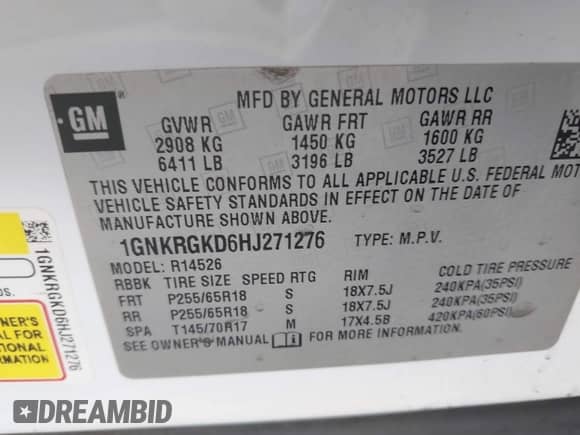 GM
MFD BY GENERAL MOTORS LLC
GVWR GAWR FRT GAWR RR
2908 KG 1450 KG 1600 KG
6411 LB 3196 LB 3527 LB
THIS VEHICLE CONFORMS TO ALL APPLICABLE U.S. FEDERAL MOT
VEHICLE SAFETY STANDARDS IN EFFECT ON THE DATE OF
MANUFACTURE SHOWN ABOVE.
1GNKRGKD6HJ271276 TYPE: M.P.V.
MODEL: R14526
RBBK TIRE SIZE SPEED RTG RIM COLD TIRE PRESSURE
FRT P255/65R18 S 18X7.5J 240KPA(35PSI)
RR P255/65R18 S 18X7.5J 240KPA(35PSI)
SPA T145/70R17 M 17X4.5B 420KPA(60PSI)
SEE OWNER'S MANUAL FOR MORE INFORMATION.
1GNKRGKD6HJ271276
OS.
WNER'S
AL FOR
TIONAL
RMATION
DREAMBID